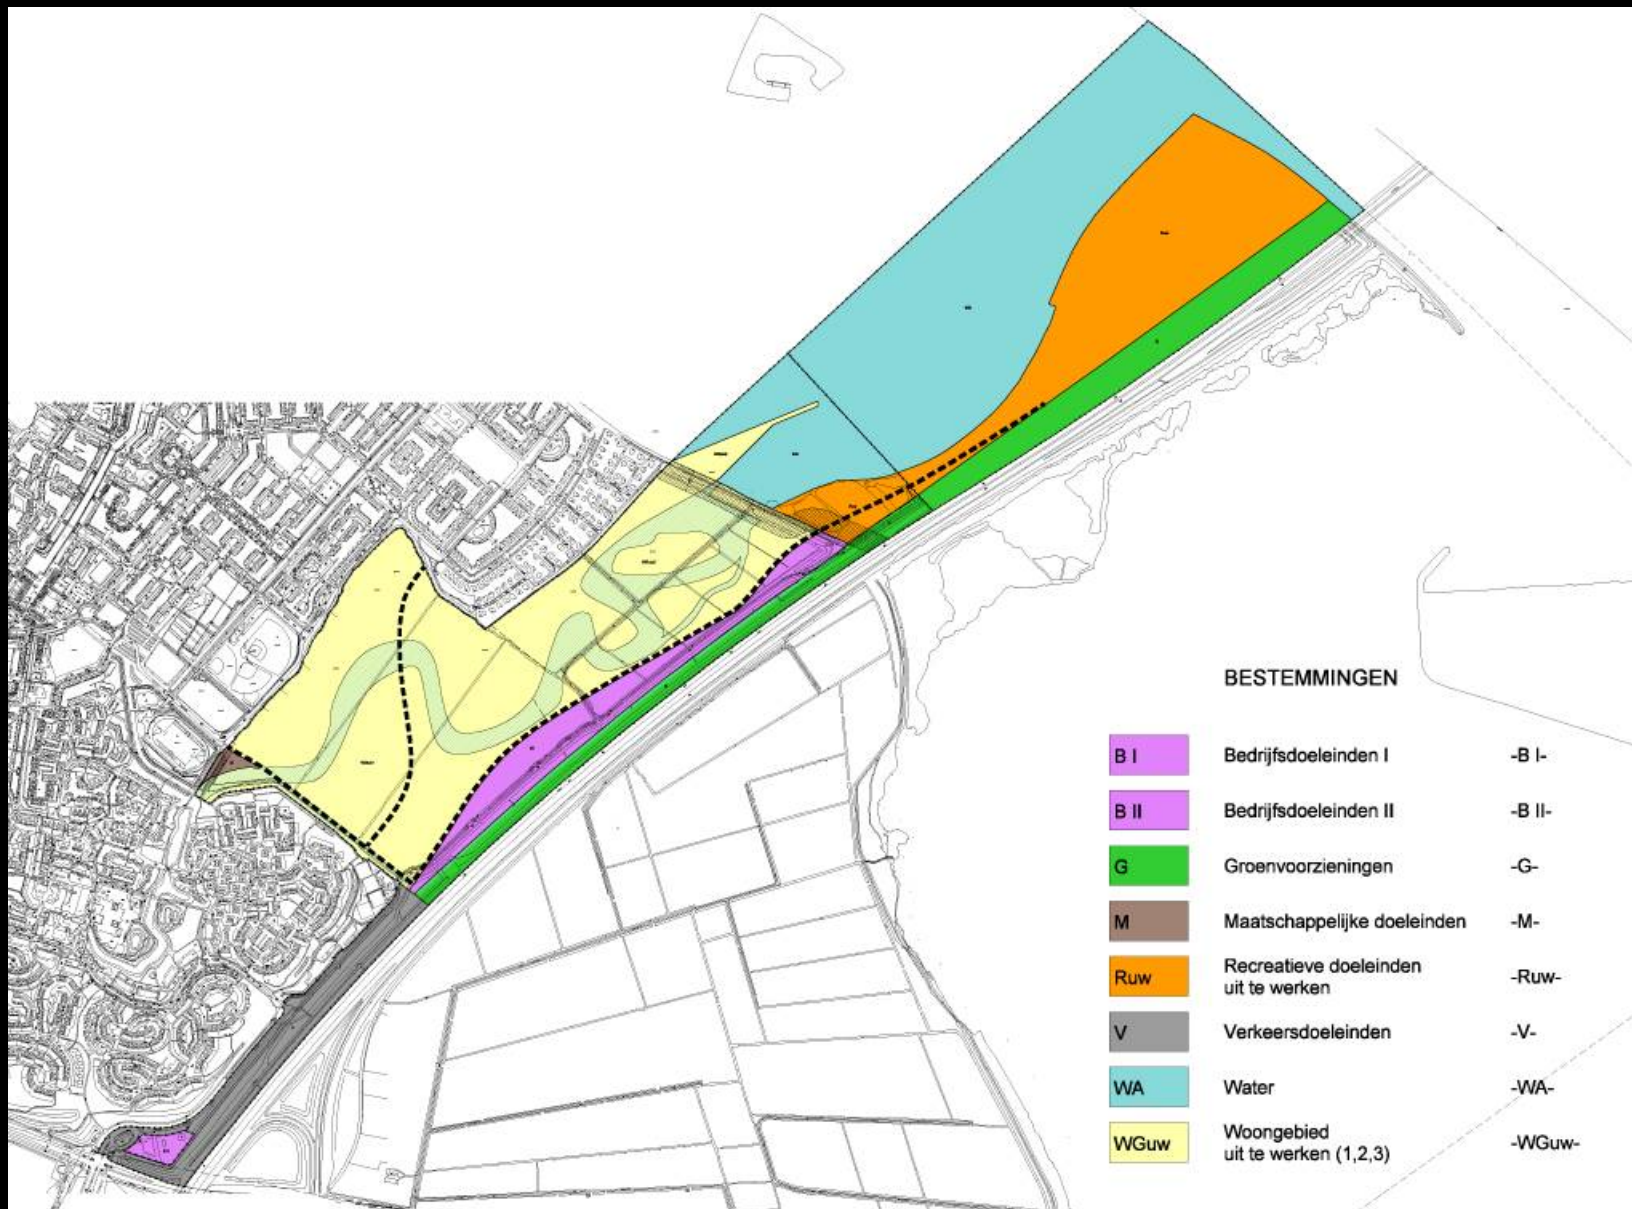 BESTEMMINGEN
B I Bedrijfsdoeleinden I -B I-
B II Bedrijfsdoeleinden II -B II-
G Groenvoorzieningen -G-
M Maatschappelijke doeleinden -M-
Ruw Recreatieve doeleinden
uit te werken -Ruw-
V Verkeersdoeleinden -V-
WA Water -WA-
WGuw Woongebied
uit te werken (1,2,3) -WGuw-